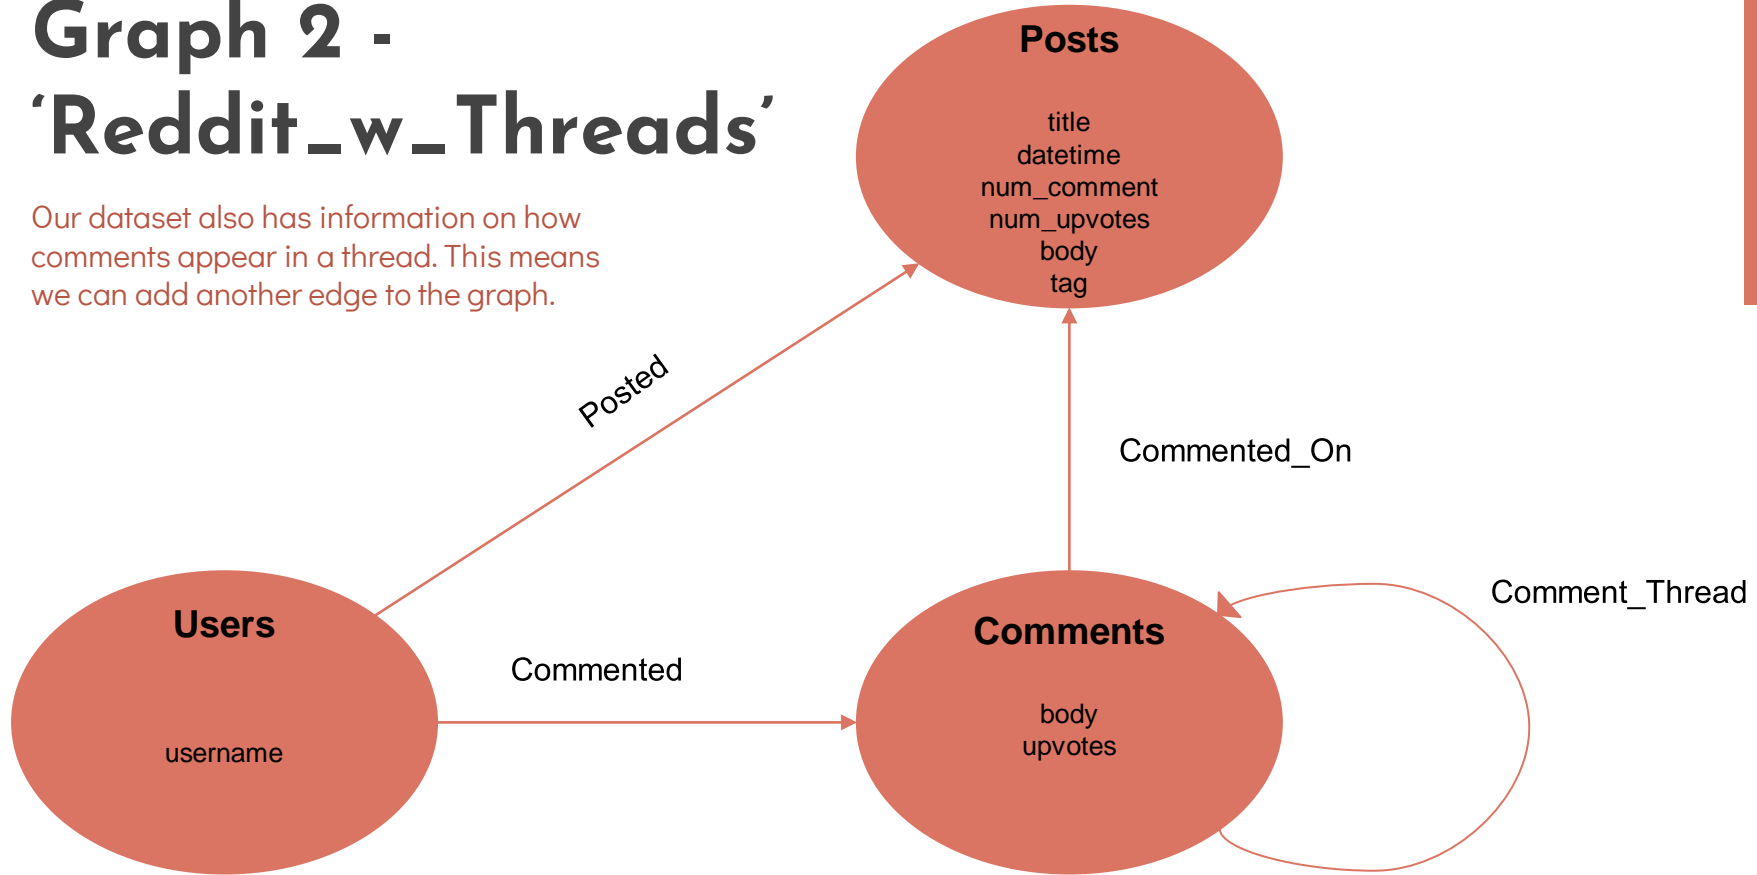 Graph 2 -
‘Reddit_w_Threads’
Our dataset also has information on how
comments appear in a thread. This means
we can add another edge to the graph.
Posts
title
datetime
num_comment
num_upvotes
body
tag
Posted
Commented_On
Comment_Thread
Users
username
Commented
Comments
body
upvotes